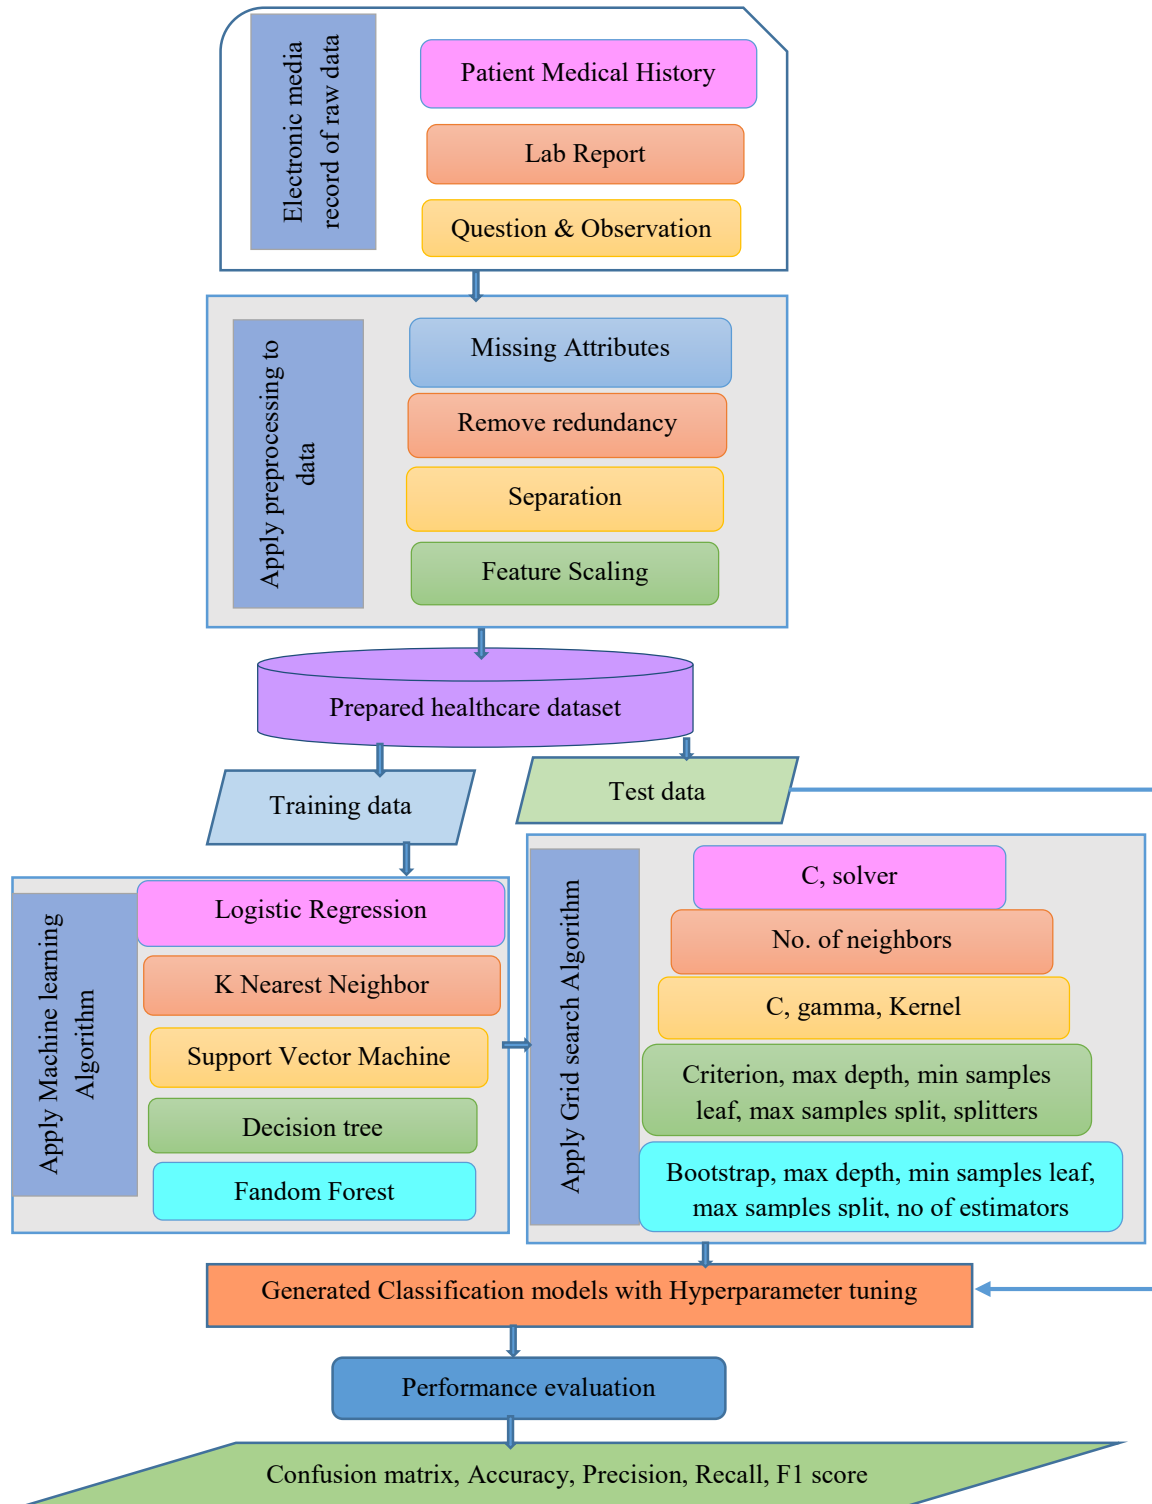 Electronic media
record of raw data
Patient Medical History
Lab Report
Question & Observation
Apply preprocessing to
data
Missing Attributes
Remove redundancy
Separation
Feature Scaling
Prepared healthcare dataset
Training data
Test data
Apply Machine learning
Algorithm
Logistic Regression
K Nearest Neighbor
Support Vector Machine
Decision tree
Fandom Forest
Apply Grid search Algorithm
C, solver
No. of neighbors
C, gamma, Kernel
Criterion, max depth, min samples
leaf, max samples split, splitters
Bootstrap, max depth, min samples leaf,
max samples split, no of estimators
Generated Classification models with Hyperparameter tuning
Performance evaluation
Confusion matrix, Accuracy, Precision, Recall, F1 score